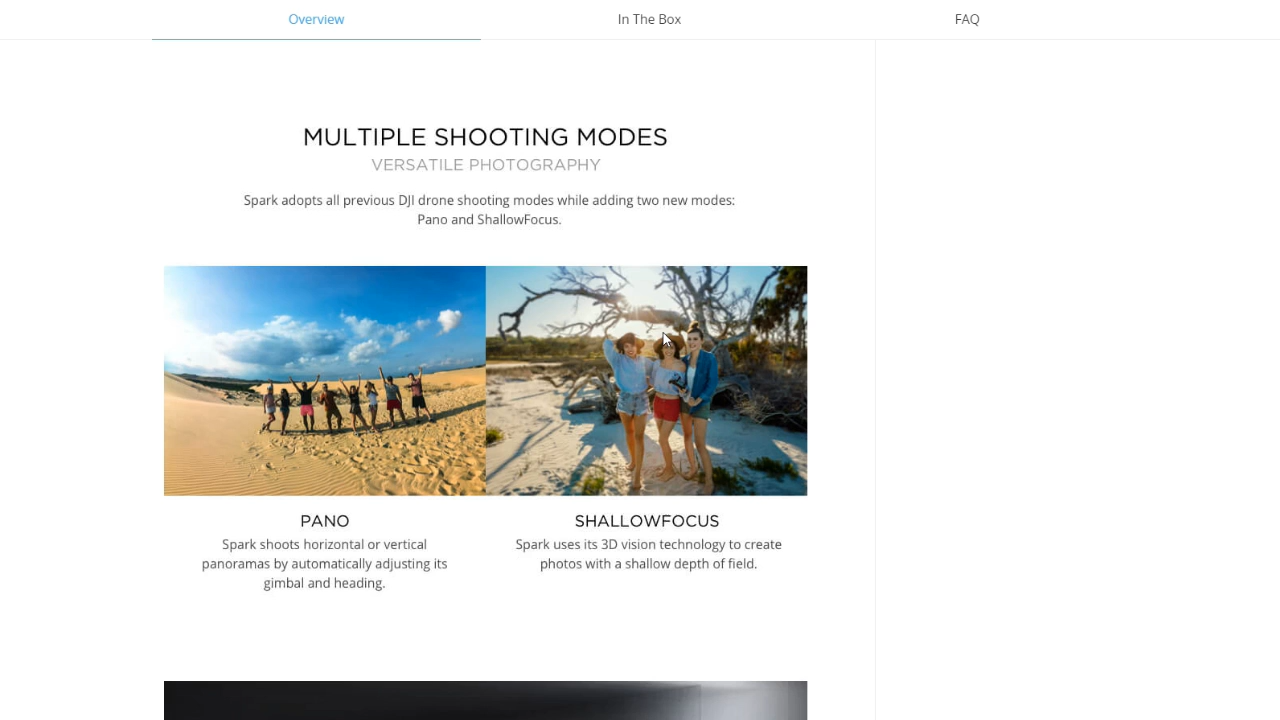 Overview
In The Box
FAQ
MULTIPLE SHOOTING MODES
VERSATILE PHOTOGRAPHY
Spark adopts all previous DJI drone shooting modes while adding two new modes:
Pano and ShallowFocus.
PANO
Spark shoots horizontal or vertical
panoramas by automatically adjusting its
gimbal and heading.
SHALLOWFOCUS
Spark uses its 3D vision technology to create
photos with a shallow depth of field.